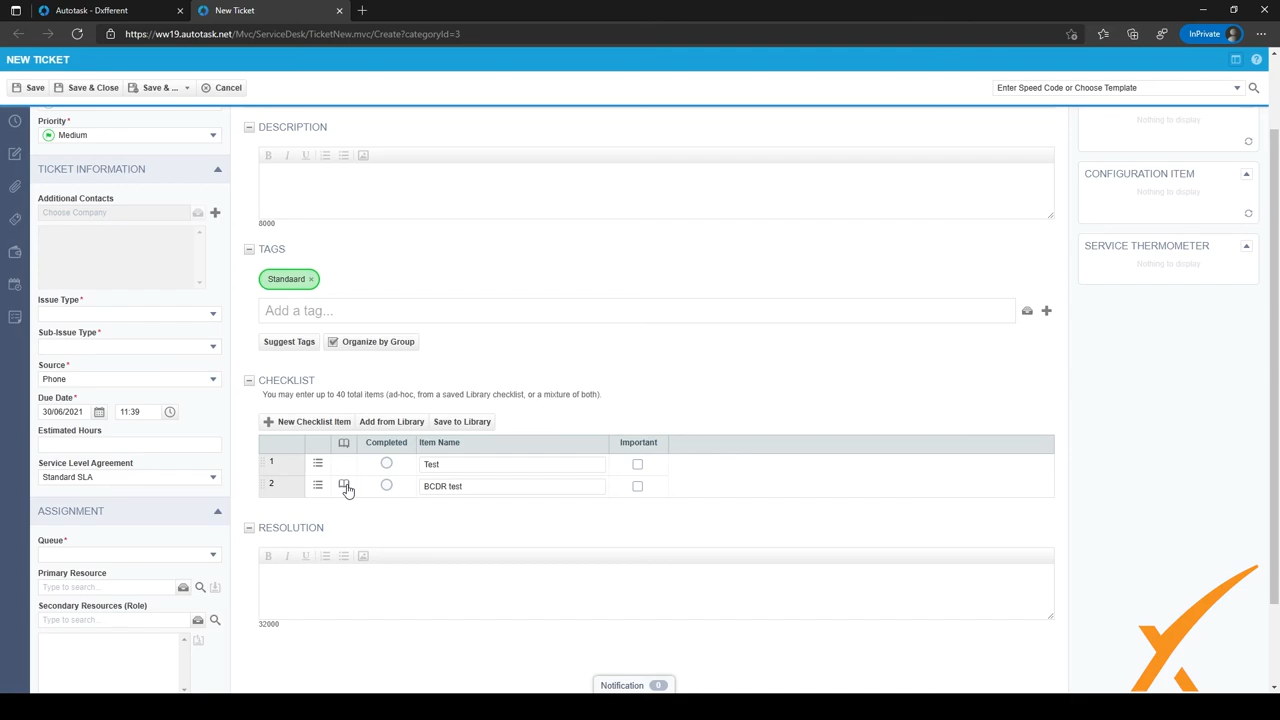 Autotask - Dxfferent
New Ticket
https://ww19.autotask.net/Mvc/ServiceDesk/TicketNew.mvc/Create?categoryId=3
InPrivate
NEW TICKET
Save
Save & Close
Save & ...
Cancel
Enter Speed Code or Choose Template
Priority*
Medium
TICKET INFORMATION
Additional Contacts
Choose Company
Issue Type*
Sub-Issue Type*
Source*
Phone
Due Date*
30/06/2021
11:39
Estimated Hours
Service Level Agreement
Standard SLA
ASSIGNMENT
Queue*
Primary Resource
Type to search...
Secondary Resources (Role)
Type to search...
DESCRIPTION
B I U
8000
TAGS
Standaard ×
Add a tag...
Suggest Tags
Organize by Group
CHECKLIST
You may enter up to 40 total items (ad-hoc, from a saved Library checklist, or a mixture of both).
New Checklist Item
Add from Library
Save to Library
Completed
Item Name
Important
1
Test
2
BCDR test
RESOLUTION
B I U
32000
Notification 0
Nothing to display
CONFIGURATION ITEM
Nothing to display
SERVICE THERMOMETER
Nothing to display